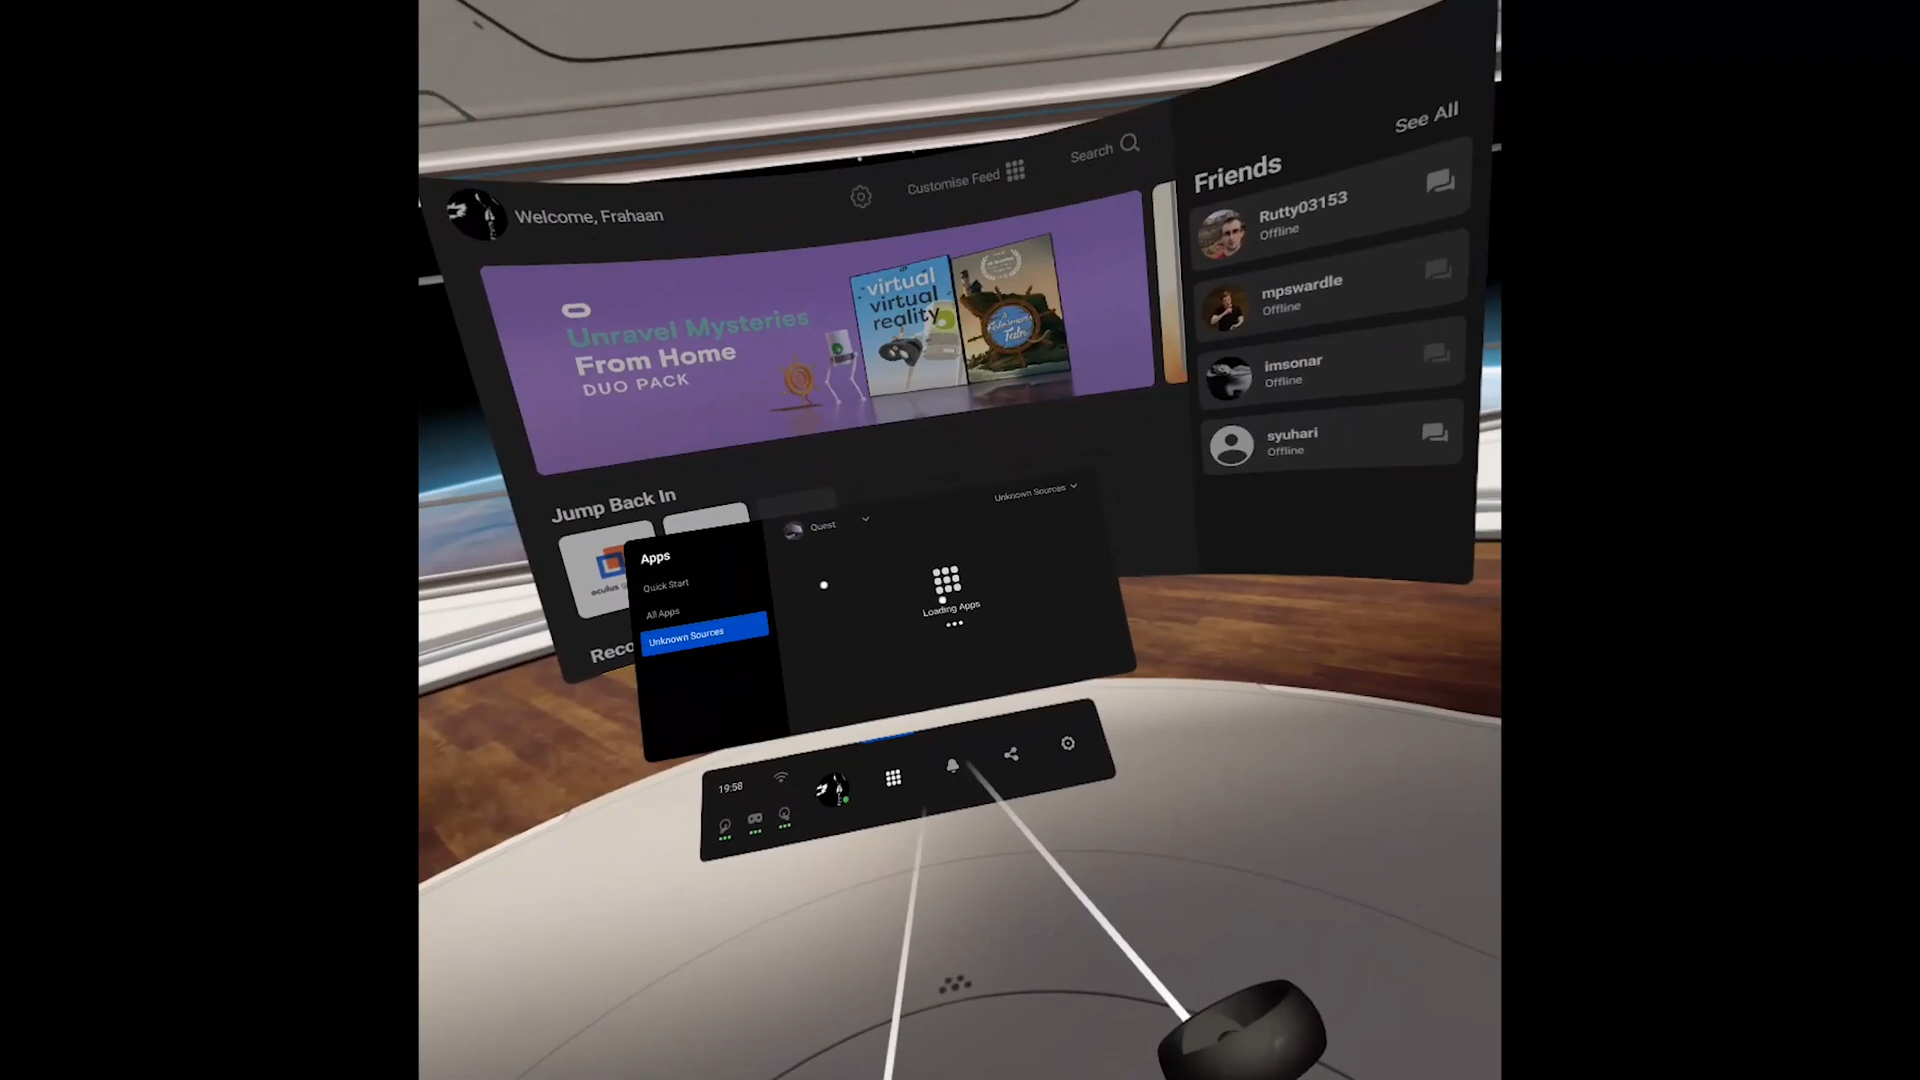 See All
Search
Customise Feed
Friends
Welcome, Frahaan
Rutty03153
Offline
virtual
virtual
reality
mpswardle
Offline
Unravel Mysteries
From Home
DUO PACK
imsonar
Offline
syuhari
Offline
Jump Back In
Unknown Sources
Quest
Apps
oculus
Quick Start
Loading Apps
All Apps
Unknown Sources
19:58